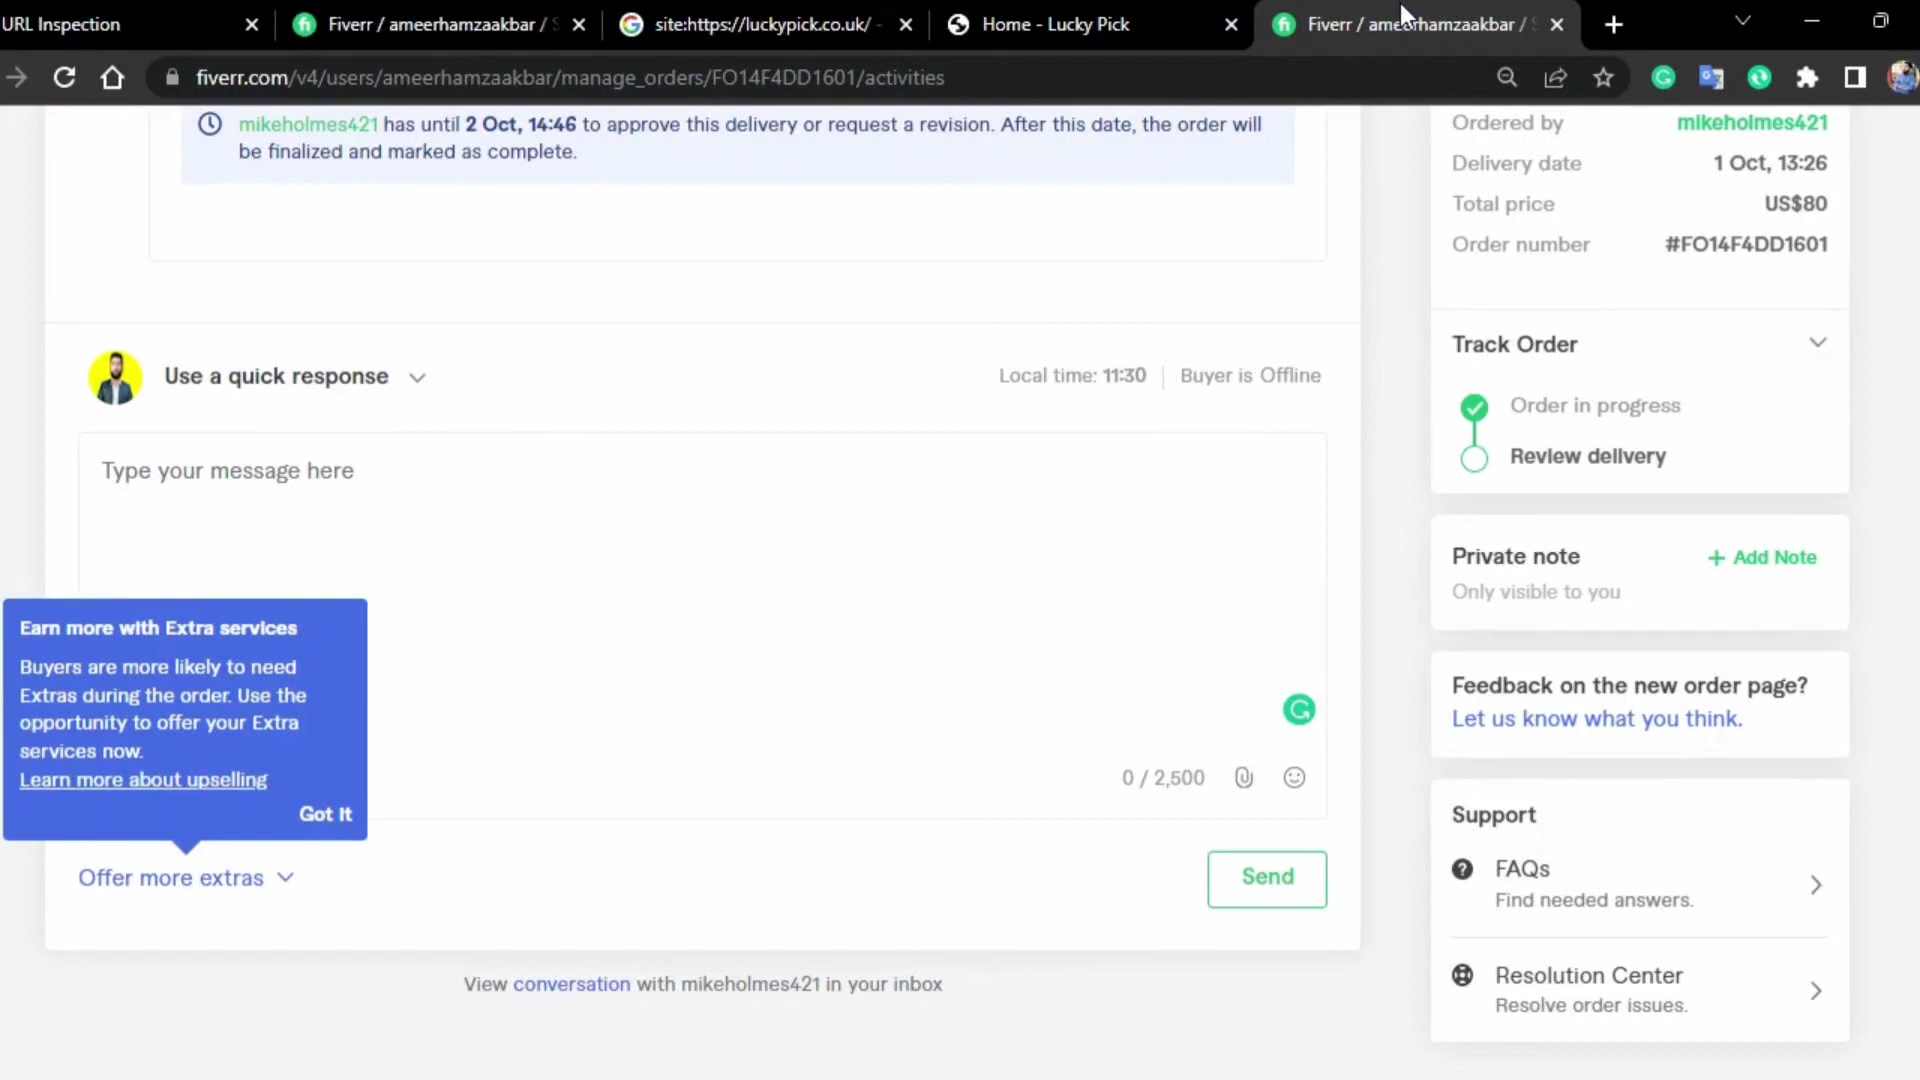 URL Inspection
Fiverr / ameerhamzaakbar / S
site:https://luckypick.co.uk/ -
Home - Lucky Pick
Fiverr / ameerhamzaakbar / S
fiverr.com/v4/users/ameerhamzaakbar/manage_orders/FO14F4DD1601/activities
mikeholmes421 has until 2 Oct, 14:46 to approve this delivery or request a revision. After this date, the order will
be finalized and marked as complete.
Ordered by mikeholmes421
Delivery date 1 Oct, 13:26
Total price US$80
Order number #FO14F4DD1601
Use a quick response
Local time: 11:30
Buyer is Offline
Type your message here
Track Order
Order in progress
Review delivery
Private note
+ Add Note
Only visible to you
Earn more with Extra services
Buyers are more likely to need
Extras during the order. Use the
opportunity to offer your Extra
services now.
Learn more about upselling
Got It
Feedback on the new order page?
Let us know what you think.
0 / 2,500
Offer more extras
Send
Support
FAQs
Find needed answers.
Resolution Center
Resolve order issues.
View conversation with mikeholmes421 in your inbox